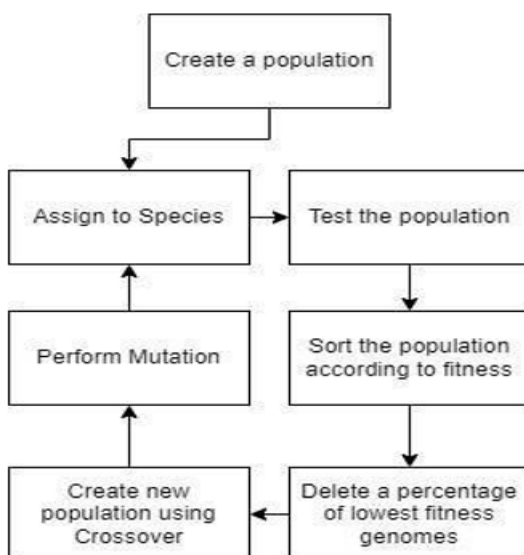 Create a population
Assign to Species
Test the population
Perform Mutation
Sort the population
according to fitness
Create new
population using
Crossover
Delete a percentage
of lowest fitness
genomes